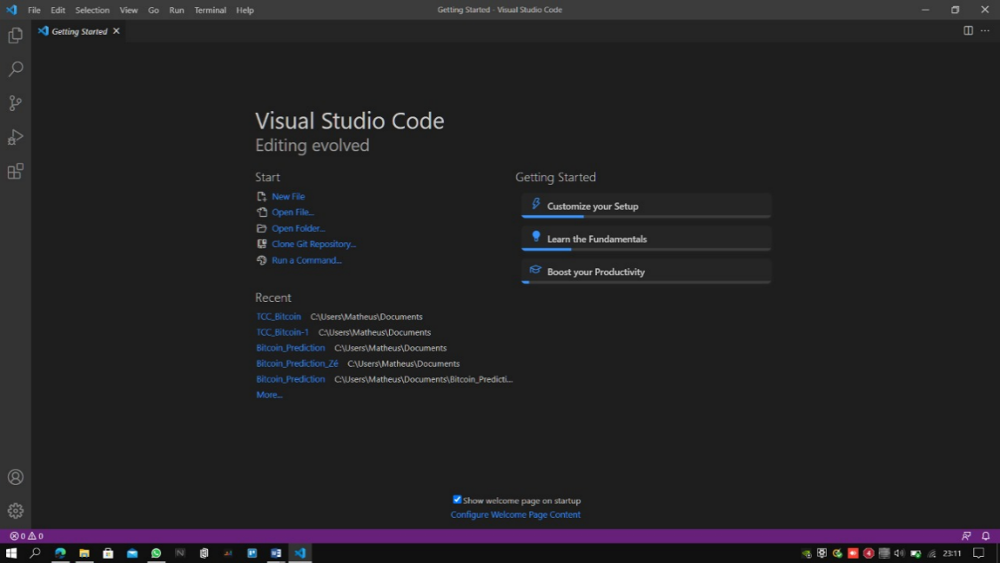 File Edit Selection View Go Run Terminal Help
Getting Started - Visual Studio Code
Getting Started
Visual Studio Code
Editing evolved
Start
New File
Open File...
Open Folder...
Clone Git Repository...
Run a Command...
Recent
TCC_Bitcoin C:\Users\Matheus\Documents
TCC_Bitcoin-1 C:\Users\Matheus\Documents
Bitcoin_Prediction C:\Users\Matheus\Documents
Bitcoin_Prediction_Zé C:\Users\Matheus\Documents
Bitcoin_Prediction C:\Users\Matheus\Documents\Bitcoin_Predicti...
More...
Getting Started
Customize your Setup
Learn the Fundamentals
Boost your Productivity
Show welcome page on startup
Configure Welcome Page Content
0 0
4 23:11